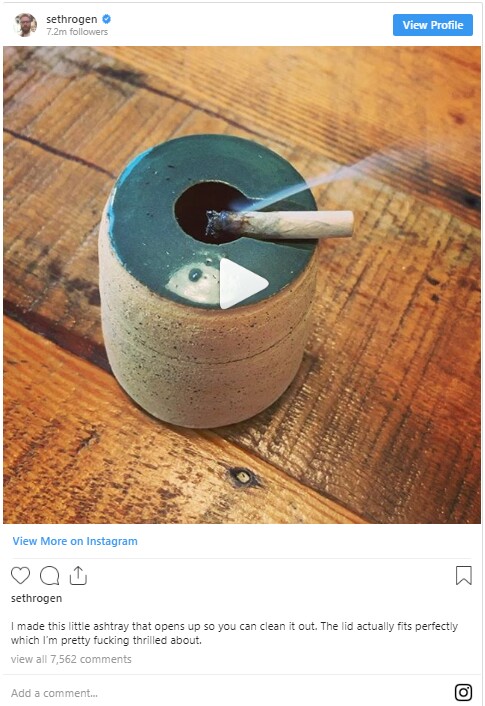 sethrogen
7.2m followers
View Profile
View More on Instagram
sethrogen
I made this little ashtray that opens up so you can clean it out. The lid actually fits perfectly
which I'm pretty fucking thrilled about.
view all 7,562 comments
Add a comment...